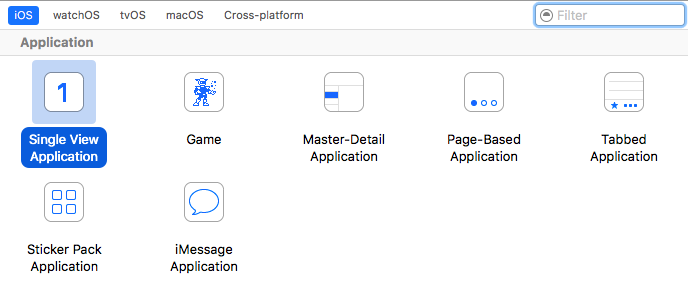 iOS watchOS tvOS macOS Cross-platform Filter
Application
1
Single View
Application
Game
Master-Detail
Application
Page-Based
Application
Tabbed
Application
Sticker Pack
Application
iMessage
Application